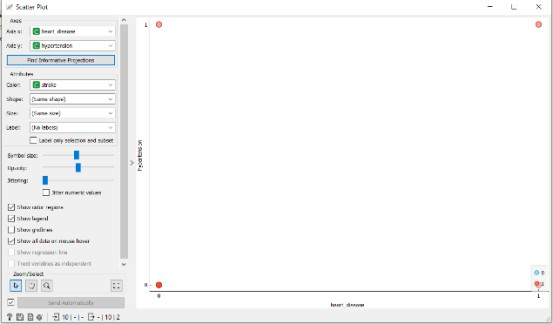 Scatter Plot
Axes
Axis x: heart_disease
Axis y: hypertension
Find Informative Projections
Attributes
Color: stroke
Shape: (Same shape)
Size: (Same size)
Label: (No labels)
Label only selection and subset
Symbol size:
Opacity:
Jittering:
Jitter numeric values
Show color regions
Show legend
Show gridlines
Show all data on mouse hover
Show regression line
Treat variables as independent
Zoom/Select
Send Automatically
10 | - | -
- | 10 | 2
1
hypertension
0
0
1
0
heart_disease